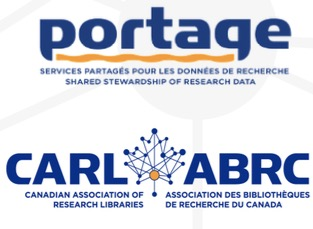 portage
SERVICES PARTAGÉS POUR LES DONNÉES DE RECHERCHE
SHARED STEWARDSHIP OF RESEARCH DATA
CARL ABRC
CANADIAN ASSOCIATION OF
RESEARCH LIBRARIES
ASSOCIATION DES BIBLIOTHÈQUES
DE RECHERCHE DU CANADA